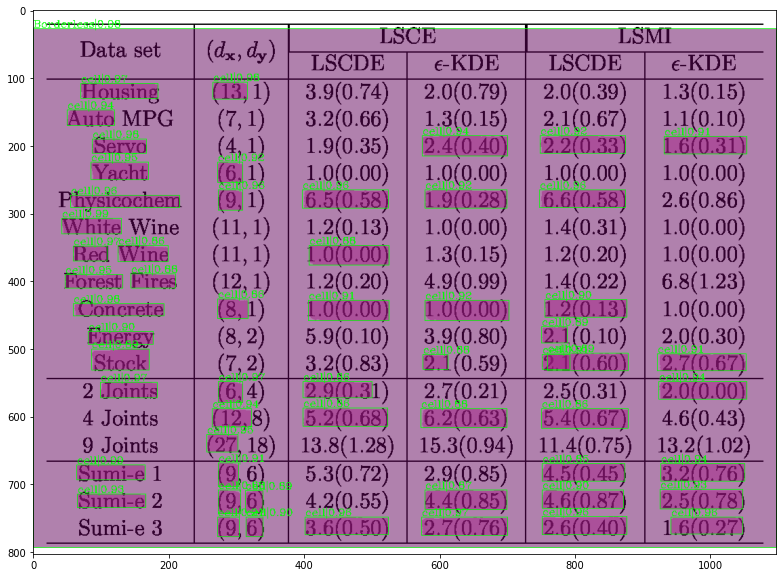 LSCE LSMI
Data set (dx, dy)
LSCDE ϵ-KDE LSCDE ϵ-KDE
Housing (13, 1) 3.9(0.74) 2.0(0.79) 2.0(0.39) 1.3(0.15)
100
Auto MPG (7, 1) 3.2(0.66) 1.3(0.15) 2.1(0.67) 1.1(0.10)
Servo (4, 1) 1.9(0.35) 2.4(0.40) 2.2(0.33) 1.6(0.31)
200
Yacht (6, 1) 1.0(0.00) 1.0(0.00) 1.0(0.00) 1.0(0.00)
Physicochem (9, 1) 6.5(0.58) 1.9(0.28) 6.6(0.58) 2.6(0.86)
300
White Wine (11, 1) 1.2(0.13) 1.0(0.00) 1.4(0.31) 1.0(0.00)
Red Wine (11, 1) 1.0(0.00) 1.3(0.15) 1.2(0.20) 1.0(0.00)
400 Forest Fires (12, 1) 1.2(0.20) 4.9(0.99) 1.4(0.22) 6.8(1.23)
Concrete (8, 1) 1.0(0.00) 1.0(0.00) 1.2(0.13) 1.0(0.00)
Energy (8, 2) 5.9(0.10) 3.9(0.80) 2.1(0.10) 2.0(0.30)
500
Stock (7, 2) 3.2(0.83) 2.1(0.59) 2.1(0.60) 2.7(0.67)
2 Joints (6, 4) 2.9(0.31) 2.7(0.21) 2.5(0.31) 2.0(0.00)
600
4 Joints (12, 8) 5.2(0.68) 6.2(0.63) 5.4(0.67) 4.6(0.43)
9 Joints (27, 18) 13.8(1.28) 15.3(0.94) 11.4(0.75) 13.2(1.02)
Sumi-e 1 (9, 6) 5.3(0.72) 2.9(0.85) 4.5(0.45) 3.2(0.76)
700
Sumi-e 2 (9, 6) 4.2(0.55) 4.4(0.85) 4.6(0.87) 2.5(0.78)
Sumi-e 3 (9, 6) 3.6(0.50) 2.7(0.76) 2.6(0.40) 1.6(0.27)
800
0 200 400 600 800 1000